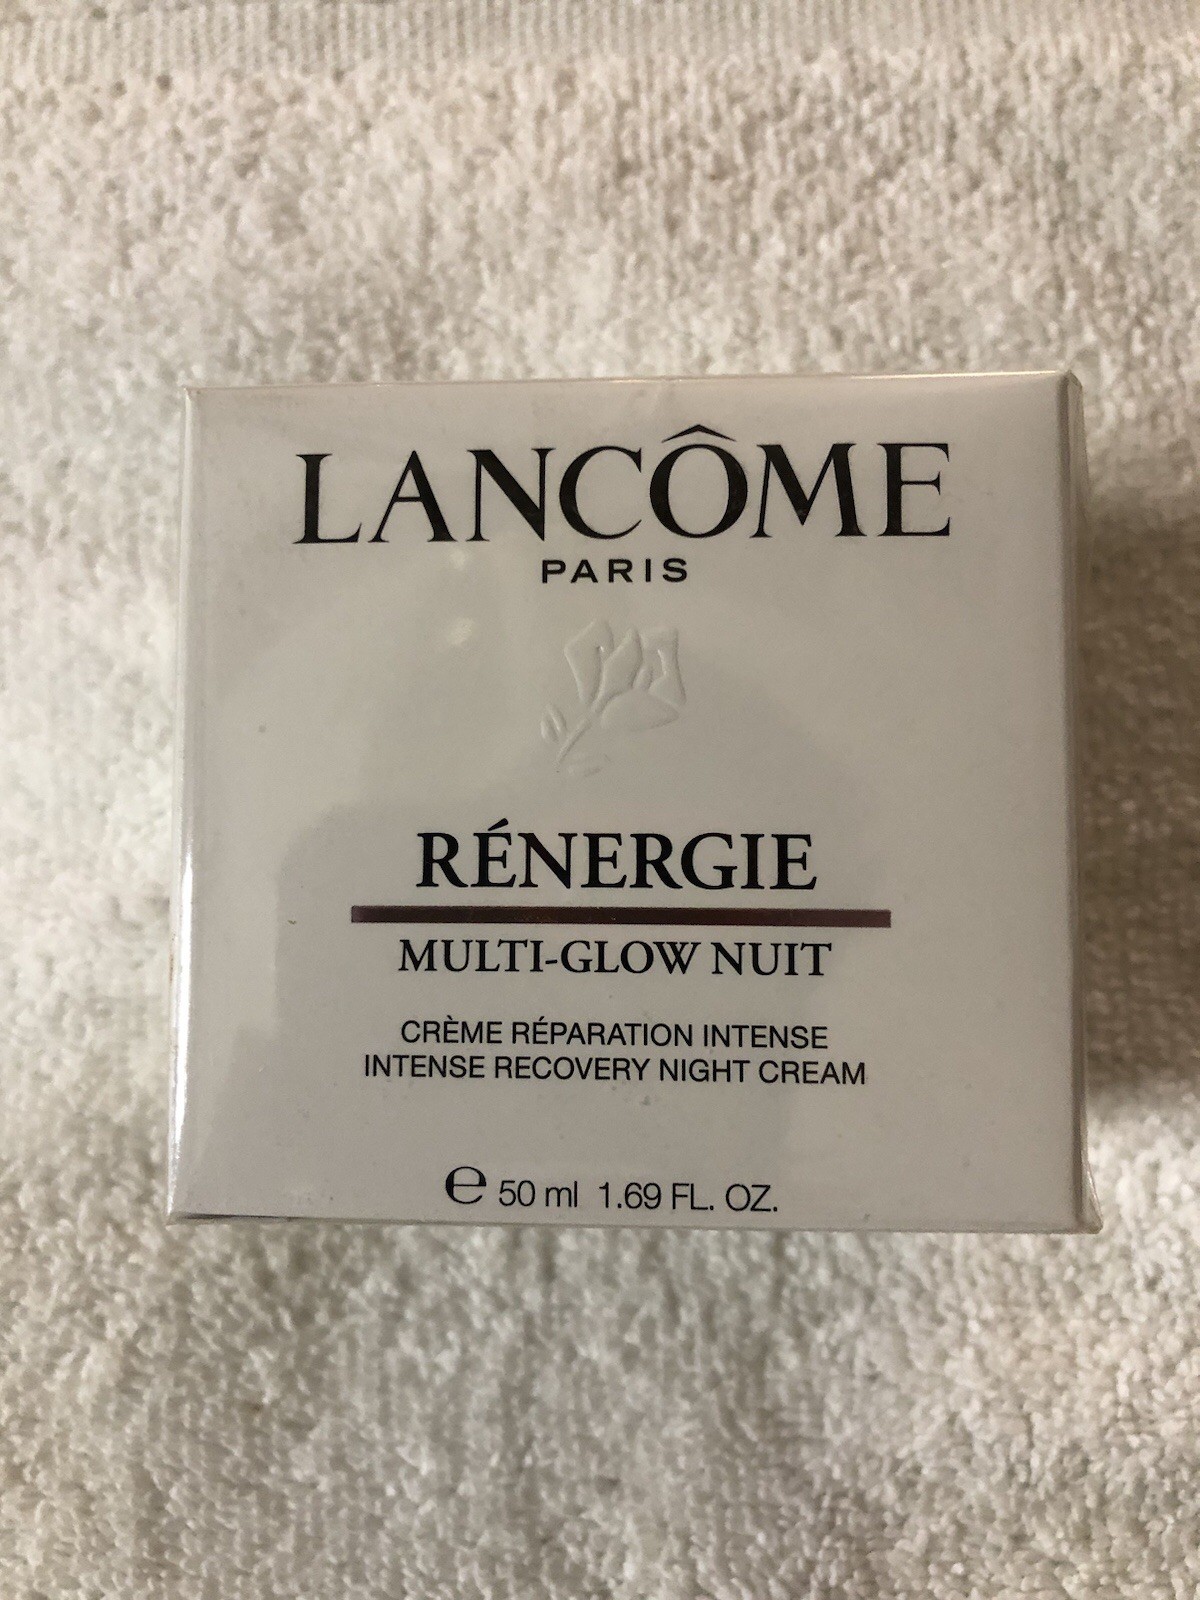 LANCÔME
PARIS
RÉNERGIE
MULTI-GLOW NUIT
CRÈME RÉPARATION INTENSE
INTENSE RECOVERY NIGHT CREAM
℮ 50 ml 1.69 FL. OZ.